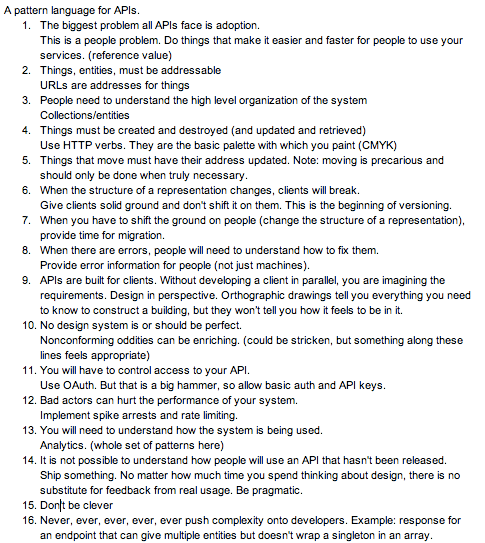 A pattern language for APIs.
1. The biggest problem all APIs face is adoption.
This is a people problem. Do things that make it easier and faster for people to use your
services. (reference value)
2. Things, entities, must be addressable
URLs are addresses for things
3. People need to understand the high level organization of the system
Collections/entities
4. Things must be created and destroyed (and updated and retrieved)
Use HTTP verbs. They are the basic palette with which you paint (CMYK)
5. Things that move must have their address updated. Note: moving is precarious and
should only be done when truly necessary.
6. When the structure of a representation changes, clients will break.
Give clients solid ground and don't shift it on them. This is the beginning of versioning.
7. When you have to shift the ground on people (change the structure of a representation),
provide time for migration.
8. When there are errors, people will need to understand how to fix them.
Provide error information for people (not just machines).
9. APIs are built for clients. Without developing a client in parallel, you are imagining the
requirements. Design in perspective. Orthographic drawings tell you everything you need
to know to construct a building, but they won't tell you how it feels to be in it.
10. No design system is or should be perfect.
Nonconforming oddities can be enriching. (could be stricken, but something along these
lines feels appropriate)
11. You will have to control access to your API.
Use OAuth. But that is a big hammer, so allow basic auth and API keys.
12. Bad actors can hurt the performance of your system.
Implement spike arrests and rate limiting.
13. You will need to understand how the system is being used.
Analytics. (whole set of patterns here)
14. It is not possible to understand how people will use an API that hasn't been released.
Ship something. No matter how much time you spend thinking about design, there is no
substitute for feedback from real usage. Be pragmatic.
15. Don't be clever
16. Never, ever, ever, ever, ever push complexity onto developers. Example: response for
an endpoint that can give multiple entities but doesn't wrap a singleton in an array.